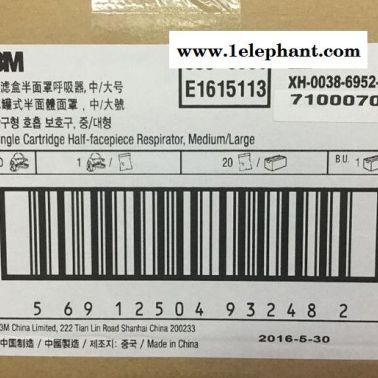 3M
www.1elephant.com
滤盒半面罩呼吸器, 中/大号
E1615113
XH-0038-6952-
濾罐式半面體面罩, 中/大號
7100070
구형 호흡 보호구, 중/대형
ngle Cartridge Half-facepiece Respirator, Medium/Large
1 /
20 /
B.U. 1
5 69 12504 93248 2
3M China Limited, 222 Tian Lin Road Shanhai China 200233
中国制造 / 中國製造 / 제조지: 중국 / Made in China
2016-5-30